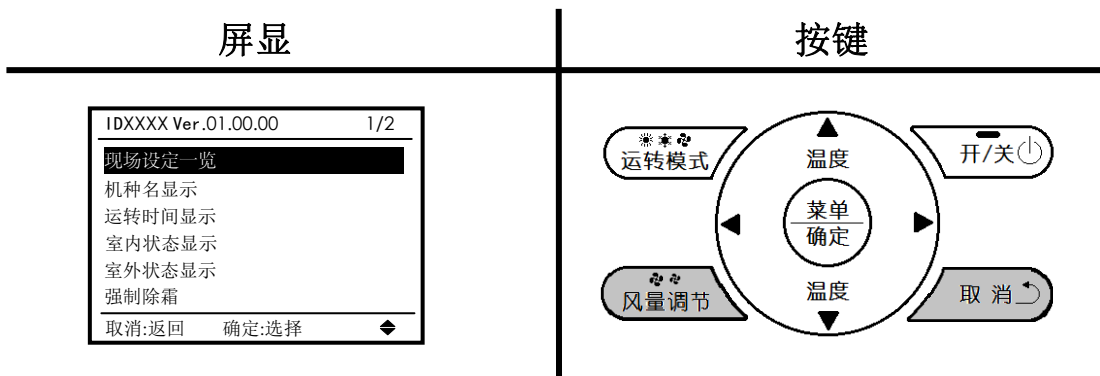 屏显
按键
IDXXXX Ver.01.00.00 1/2
现场设定一览
机种名显示
运转时间显示
室内状态显示
室外状态显示
强制除霜
取消:返回 确定:选择
运转模式
温度
开/关
菜单
确定
风量调节
温度
取 消